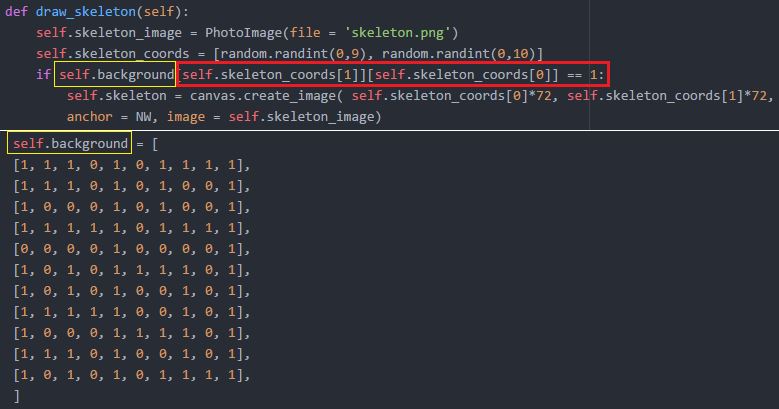 def draw_skeleton(self):
self.skeleton_image = PhotoImage(file = 'skeleton.png')
self.skeleton_coords = [random.randint(0,9), random.randint(0,10)]
if self.background[self.skeleton_coords[1]][self.skeleton_coords[0]] == 1:
self.skeleton = canvas.create_image( self.skeleton_coords[0]*72, self.skeleton_coords[1]*72,
anchor = NW, image = self.skeleton_image)
self.background = [
[1, 1, 1, 0, 1, 0, 1, 1, 1, 1],
[1, 1, 1, 0, 1, 0, 1, 0, 0, 1],
[1, 0, 0, 0, 1, 0, 1, 0, 0, 1],
[1, 1, 1, 1, 1, 0, 1, 1, 1, 1],
[0, 0, 0, 0, 1, 0, 0, 0, 0, 1],
[1, 0, 1, 0, 1, 1, 1, 1, 0, 1],
[1, 0, 1, 0, 1, 0, 0, 1, 0, 1],
[1, 1, 1, 1, 1, 0, 0, 1, 0, 1],
[1, 0, 0, 0, 1, 1, 1, 1, 0, 1],
[1, 1, 1, 0, 1, 0, 0, 1, 0, 1],
[1, 0, 1, 0, 1, 0, 1, 1, 1, 1],
]